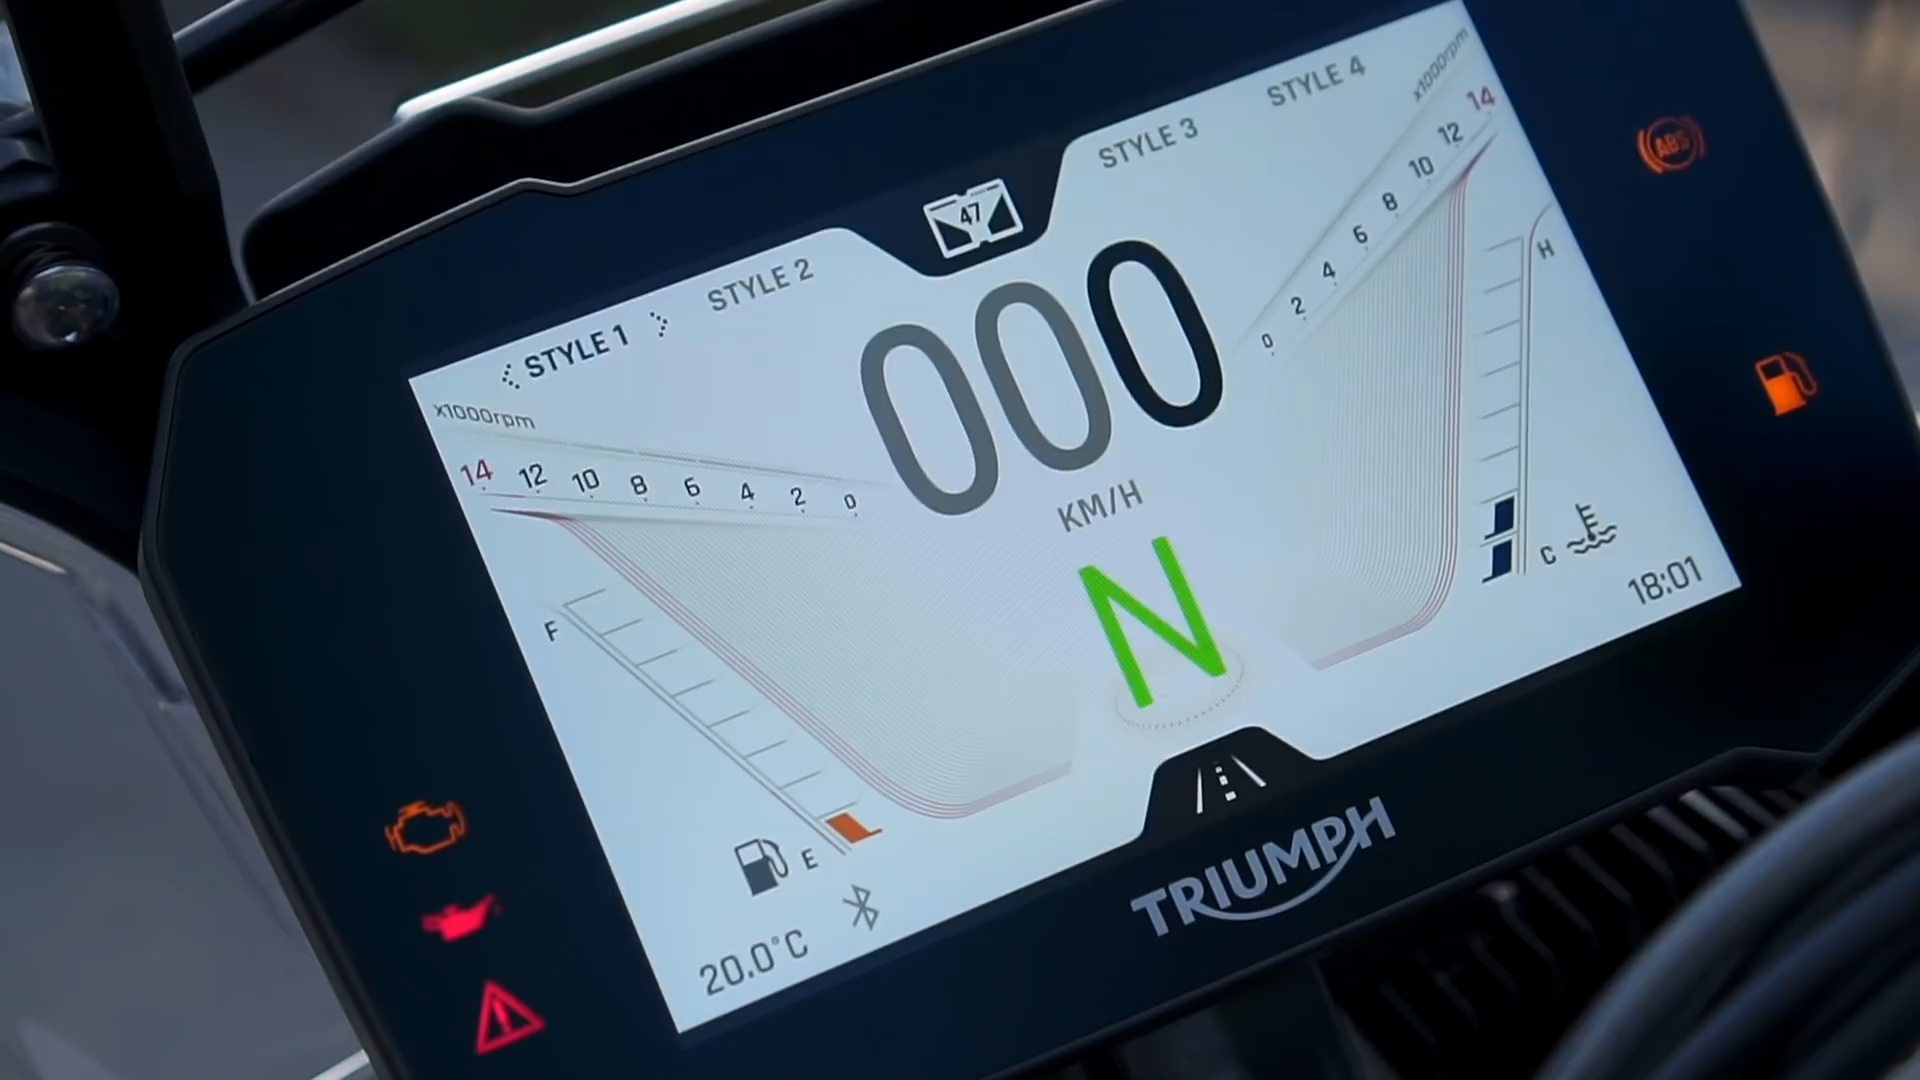 STYLE 1
STYLE 2
STYLE 3
STYLE 4
47
x1000rpm
14 12 10 8 6 4 2 0
000
KM/H
N
x1000rpm
14
12
10
8
6
4
2
0
H
C
F
E
20.0°C
18:01
ABS
TRIUMPH